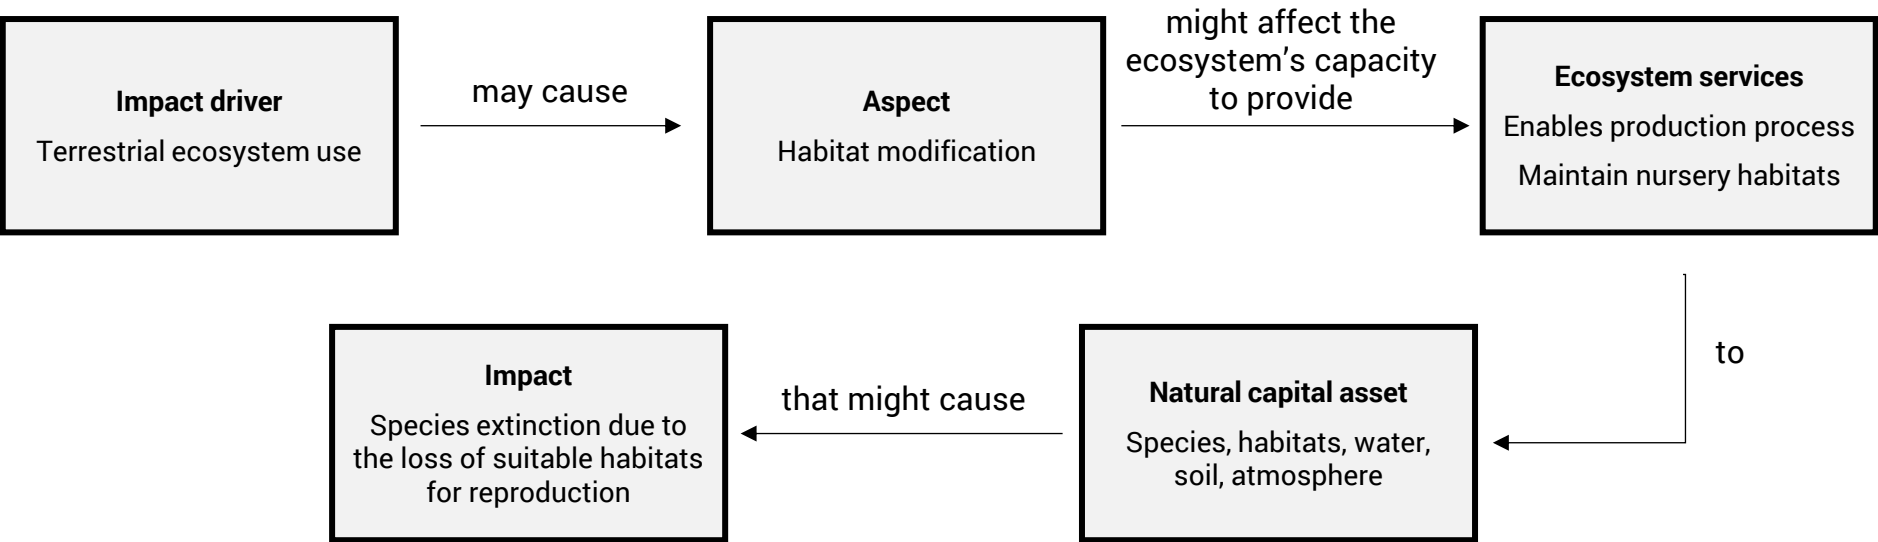 Impact driver
Terrestrial ecosystem use
may cause
Aspect
Habitat modification
might affect the
ecosystem’s capacity
to provide
Ecosystem services
Enables production process
Maintain nursery habitats
to
Natural capital asset
Species, habitats, water,
soil, atmosphere
that might cause
Impact
Species extinction due to
the loss of suitable habitats
for reproduction